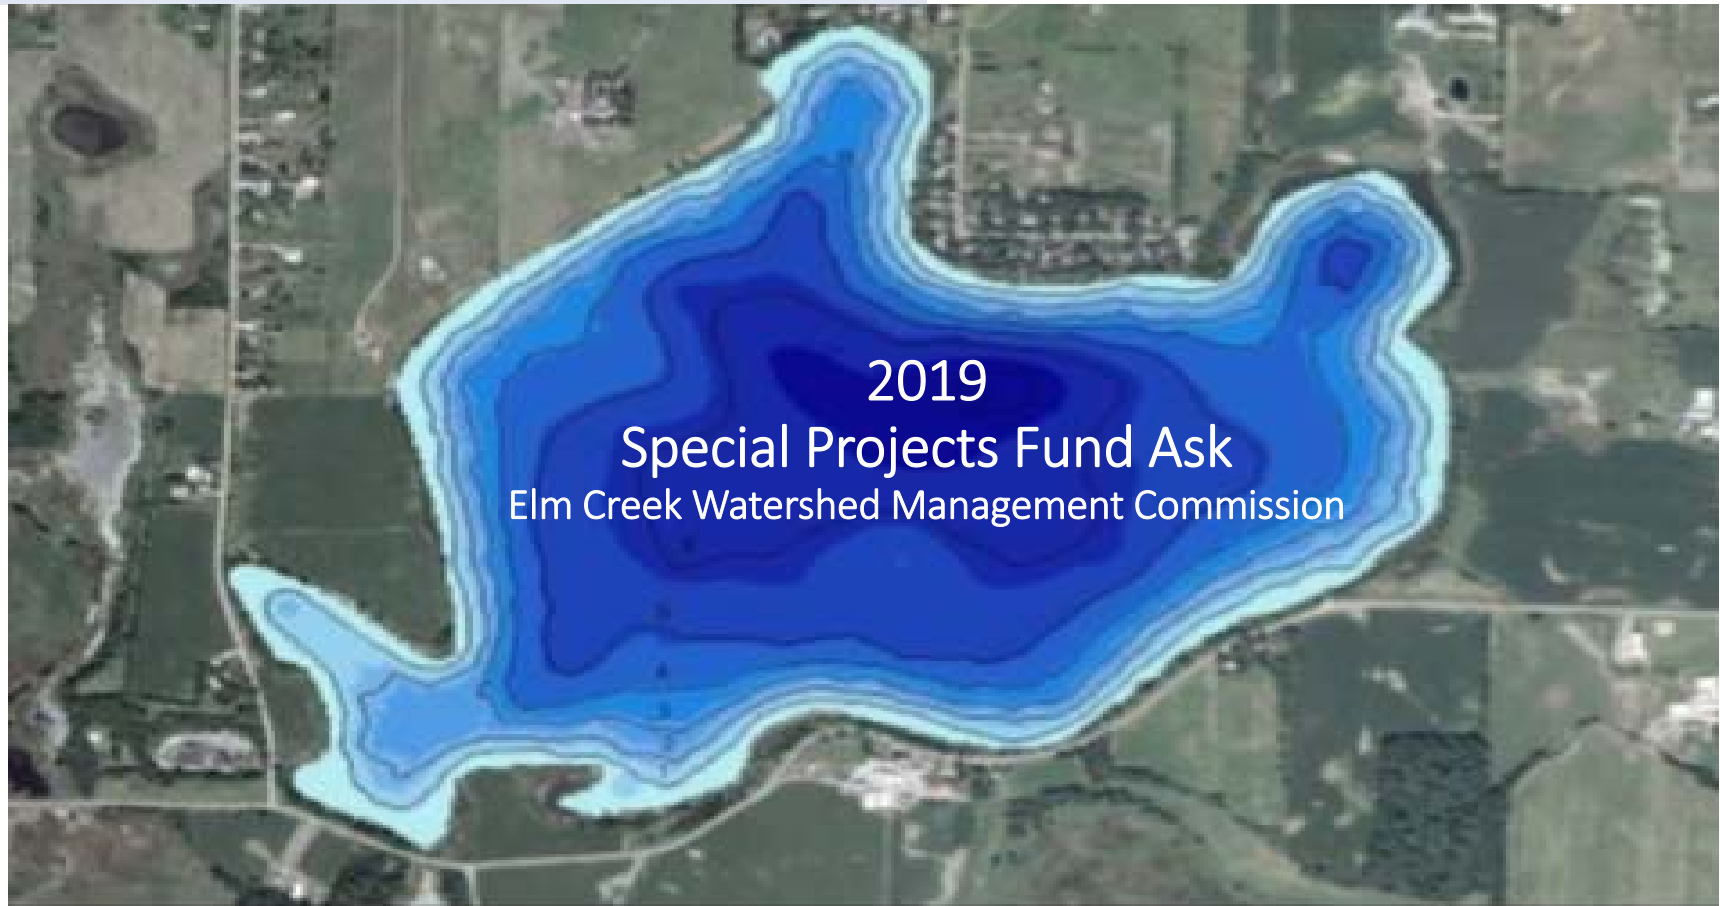 2019
Special Projects Fund Ask
Elm Creek Watershed Management Commission